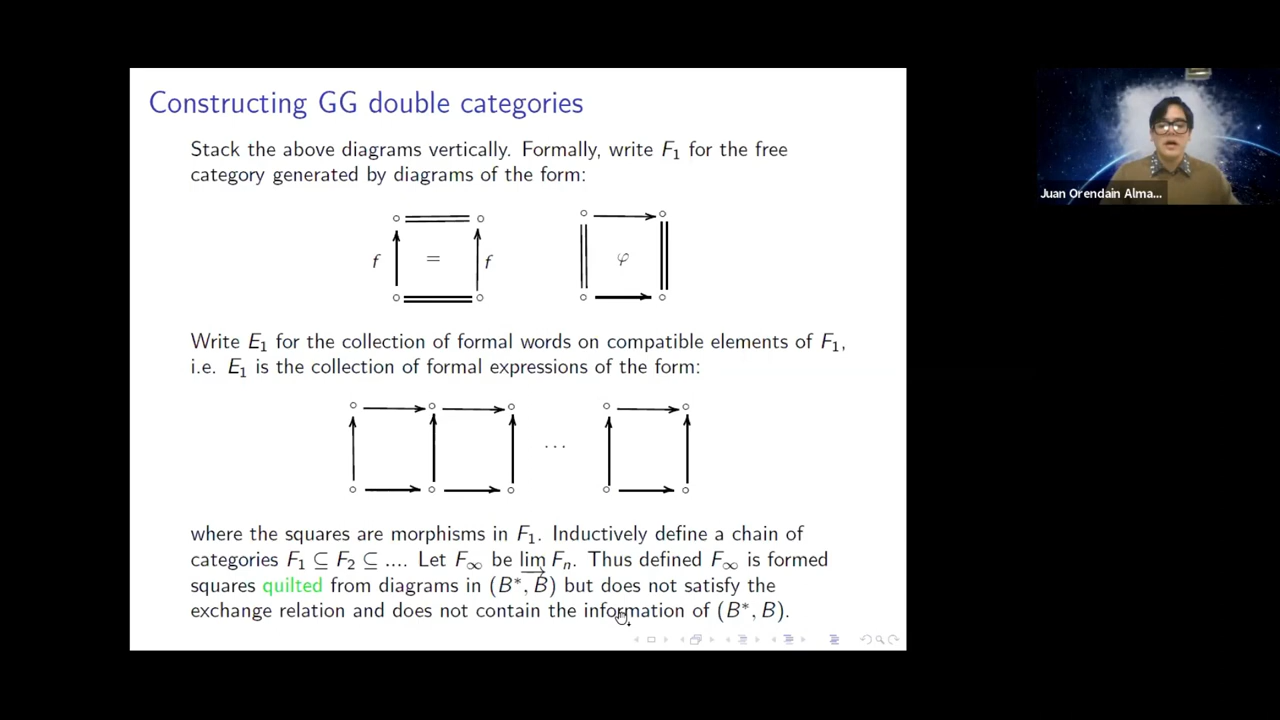 Constructing GG double categories
Stack the above diagrams vertically. Formally, write F₁ for the free
category generated by diagrams of the form:
f = f
φ
Write E₁ for the collection of formal words on compatible elements of F₁,
i.e. E₁ is the collection of formal expressions of the form:
...
where the squares are morphisms in F₁. Inductively define a chain of
categories F₁ ⊆ F₂ ⊆ .... Let F∞ be lim→ Fₙ. Thus defined F∞ is formed
squares quilted from diagrams in (B*, B) but does not satisfy the
exchange relation and does not contain the information of (B*, B).
Juan Orendain Alma...